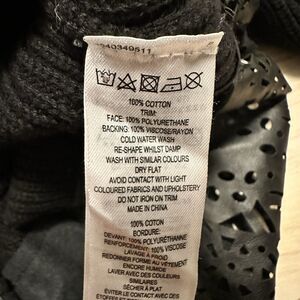 100% COTTON
TRIM:
FACE: 100% POLYURETHANE
BACKING: 100% VISCOSE/RAYON
COLD WATER WASH
RE-SHAPE WHILST DAMP
WASH WITH SIMILAR COLOURS
DRY FLAT
AVOID CONTACT WITH LIGHT
COLOURED FABRICS AND UPHOLSTERY
DO NOT IRON ON TRIM
MADE IN CHINA
100% COTON
BORDURE:
DEVANT: 100% POLYURÉTHANNE
RENFORCEMENT: 100% VISCOSE
LAVAGE À FROID
REDONNER FORME AU VÊTEMENT
ENCORE HUMIDE
LAVER AVEC DES COULEURS
SIMILAIRES
SÉCHER À PLAT
ÉVITER LE CONTACT AVEC DES